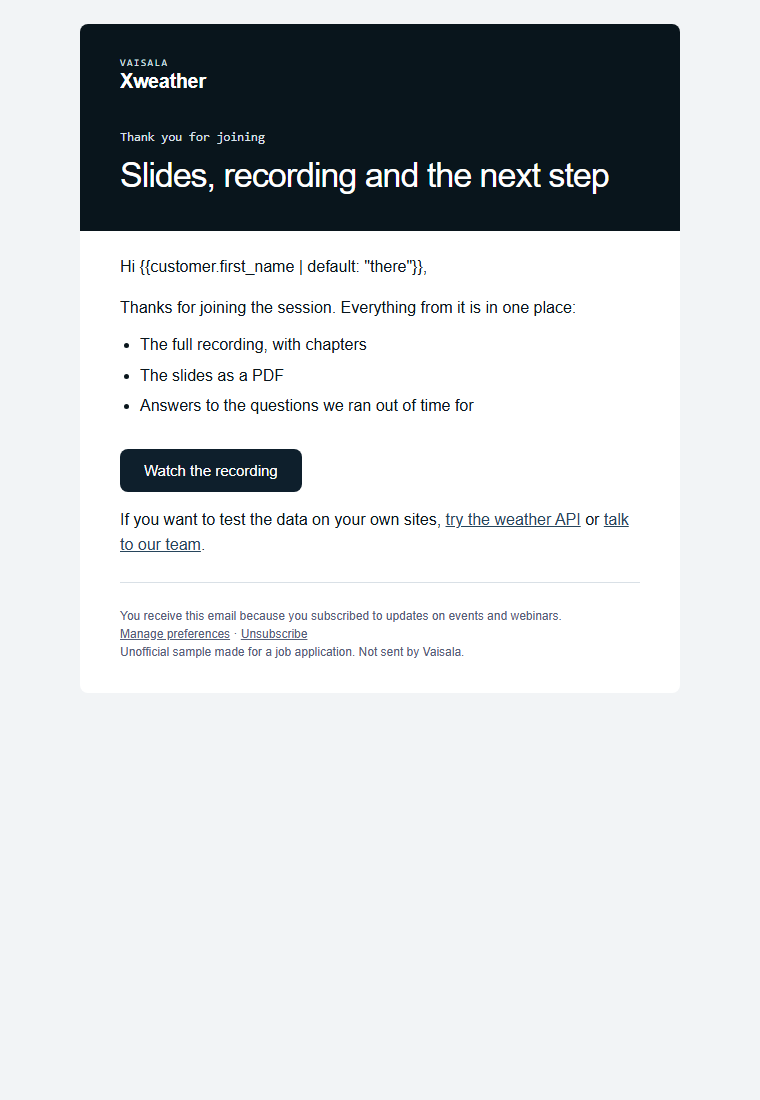 VAISALA
Xweather
Thank you for joining
Slides, recording and the next step
Hi {{customer.first_name | default: "there"}},
Thanks for joining the session. Everything from it is in one place:
• The full recording, with chapters
• The slides as a PDF
• Answers to the questions we ran out of time for
Watch the recording
If you want to test the data on your own sites, try the weather API or talk
to our team.
You receive this email because you subscribed to updates on events and webinars.
Manage preferences · Unsubscribe
Unofficial sample made for a job application. Not sent by Vaisala.